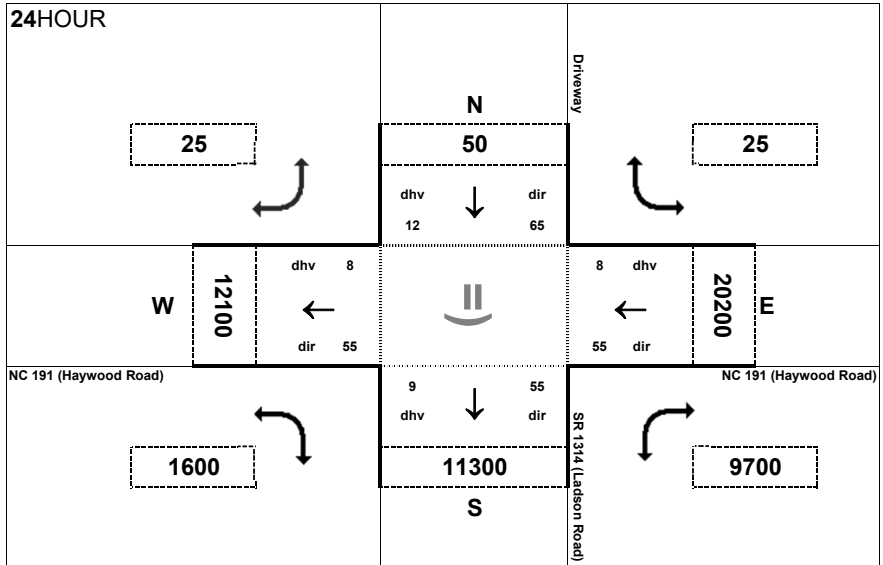 24HOUR
Driveway
N
25
50
25
dhv
dir
12
65
W
12100
dhv 8
dir 55
8 dhv
55 dir
20200
E
NC 191 (Haywood Road)
NC 191 (Haywood Road)
9
55
dhv
dir
1600
11300
9700
S
SR 1314 (Ladson Road)